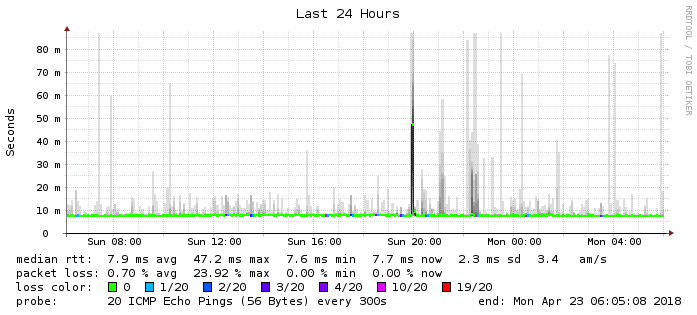 Last 24 Hours
RRDTOOL / TOBI OETIKER
Seconds
80 m
70 m
60 m
50 m
40 m
30 m
20 m
10 m
0
Sun 08:00 Sun 12:00 Sun 16:00 Sun 20:00 Mon 00:00 Mon 04:00
median rtt: 7.9 ms avg 47.2 ms max 7.6 ms min 7.7 ms now 2.3 ms sd 3.4 am/s
packet loss: 0.70 % avg 23.92 % max 0.00 % min 0.00 % now
loss color: 0 1/20 2/20 3/20 4/20 10/20 19/20
probe: 20 ICMP Echo Pings (56 Bytes) every 300s end: Mon Apr 23 06:05:08 2018